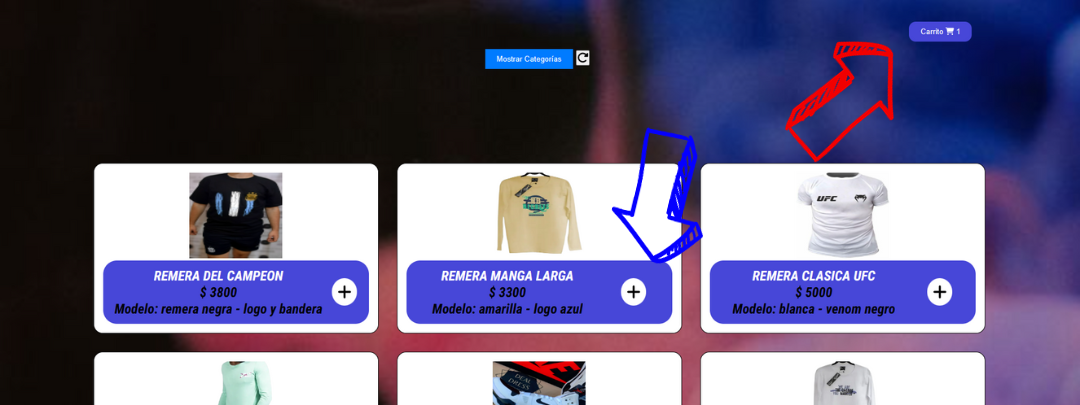 Carrito 1
Mostrar Categorías
UFC
REMERA DEL CAMPEON
$ 3800
Modelo: remera negra - logo y bandera
REMERA MANGA LARGA
$ 3300
Modelo: amarilla - logo azul
REMERA CLASICA UFC
$ 5000
Modelo: blanca - venom negro